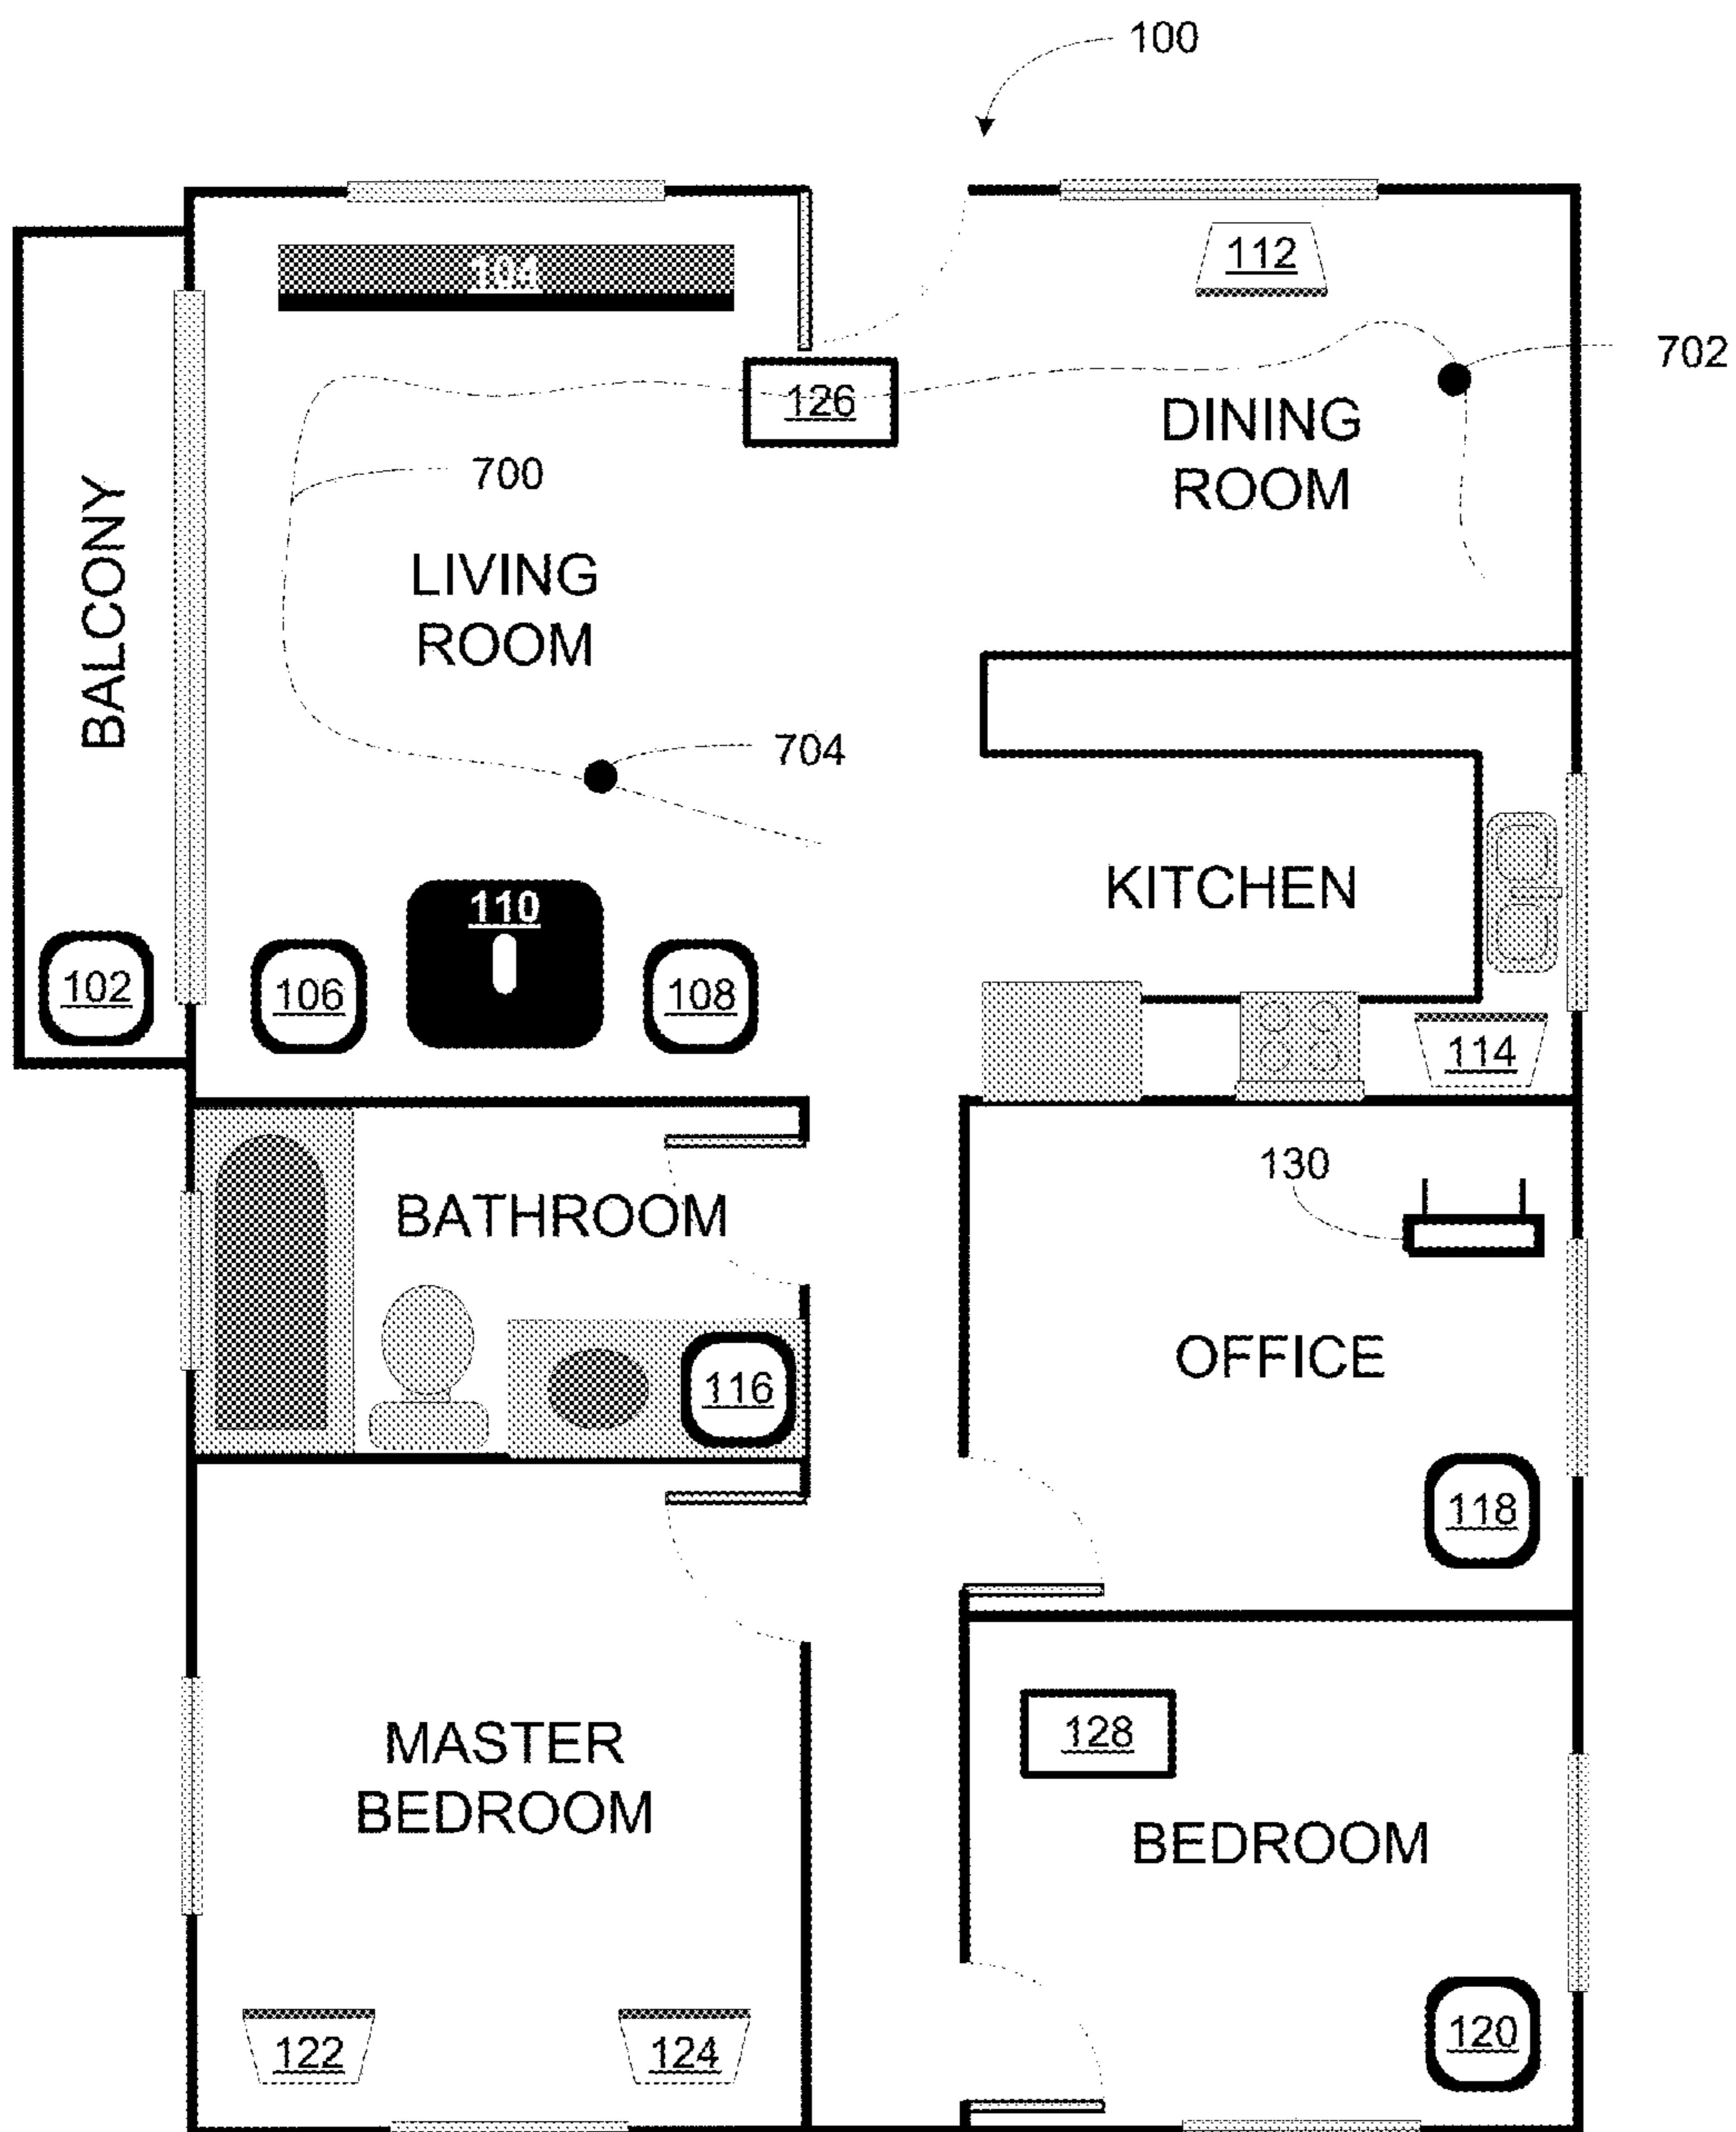 100
104
112
702
126
DINING
ROOM
700
BALCONY
LIVING
ROOM
704
KITCHEN
110
102
106
108
114
130
BATHROOM
OFFICE
116
118
128
MASTER
BEDROOM
BEDROOM
122
124
120